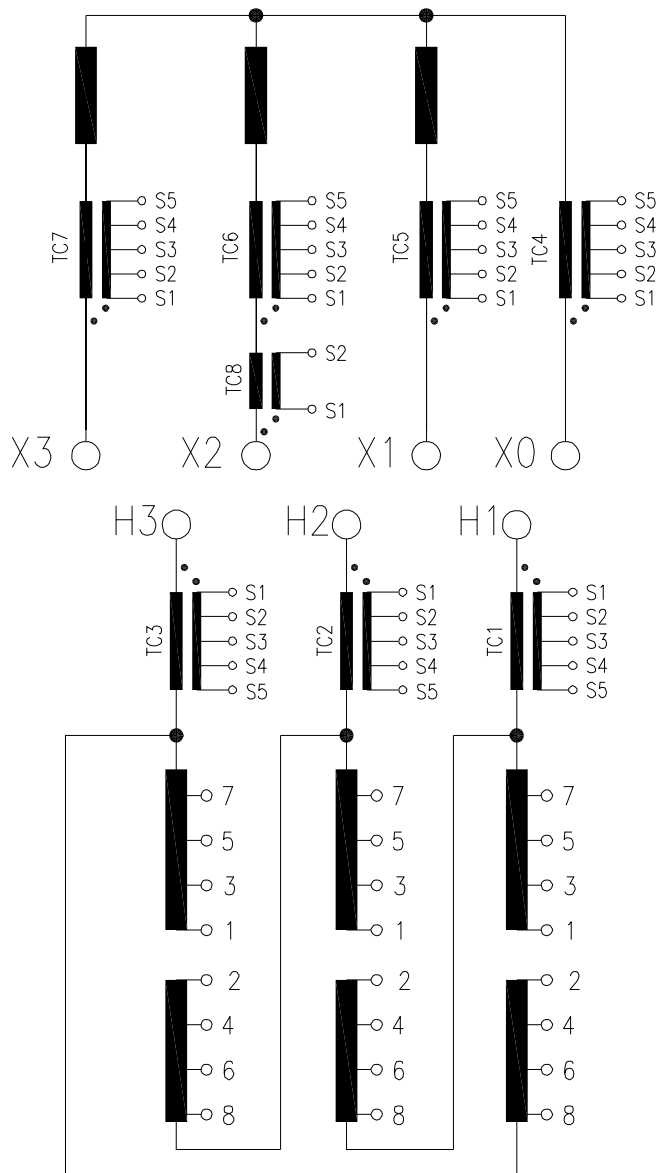 S5 S5 S5 S5
S4 S4 S4 S4
TC7 S3 TC6 S3 TC5 S3 TC4 S3
S2 S2 S2 S2
S1 S1 S1 S1
TC8 S2
S1
X3 X2 X1 X0
H3 H2 H1
S1 S1 S1
S2 S2 S2
TC3 S3 TC2 S3 TC1 S3
S4 S4 S4
S5 S5 S5
7 7 7
5 5 5
3 3 3
1 1 1
2 2 2
4 4 4
6 6 6
8 8 8